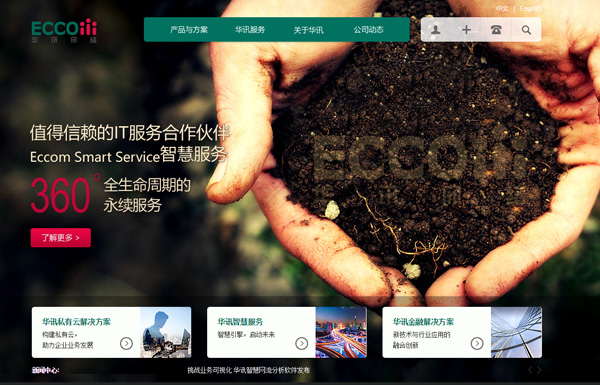 中文 | English
ECCOM
华讯网络
产品与方案 华讯服务 关于华讯 公司动态
值得信赖的IT服务合作伙伴
Eccom Smart Service智慧服务
360°
全生命周期的
永续服务
了解更多 >
ECCOM
华讯网络
华讯私有云解决方案
构建私有云，
助力企业业务发展
华讯智慧服务
智慧引擎，启动未来
华讯金融解决方案
新技术与行业应用的
融合创新
新闻中心: 挑战业务可视化 华讯智慧网流分析软件发布